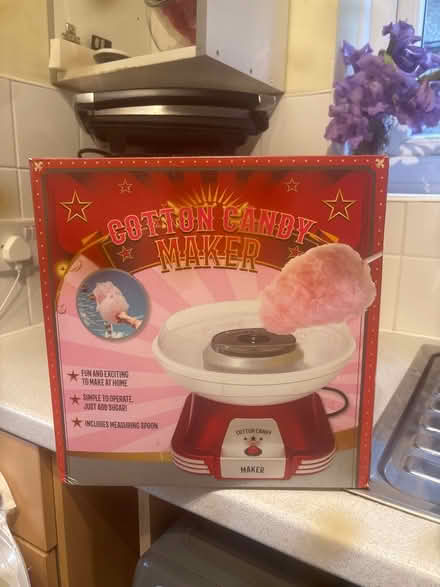 COTTON CANDY
MAKER
FUN AND EXCITING
TO MAKE AT HOME
SIMPLE TO OPERATE,
JUST ADD SUGAR!
INCLUDES MEASURING SPOON
COTTON CANDY
MAKER